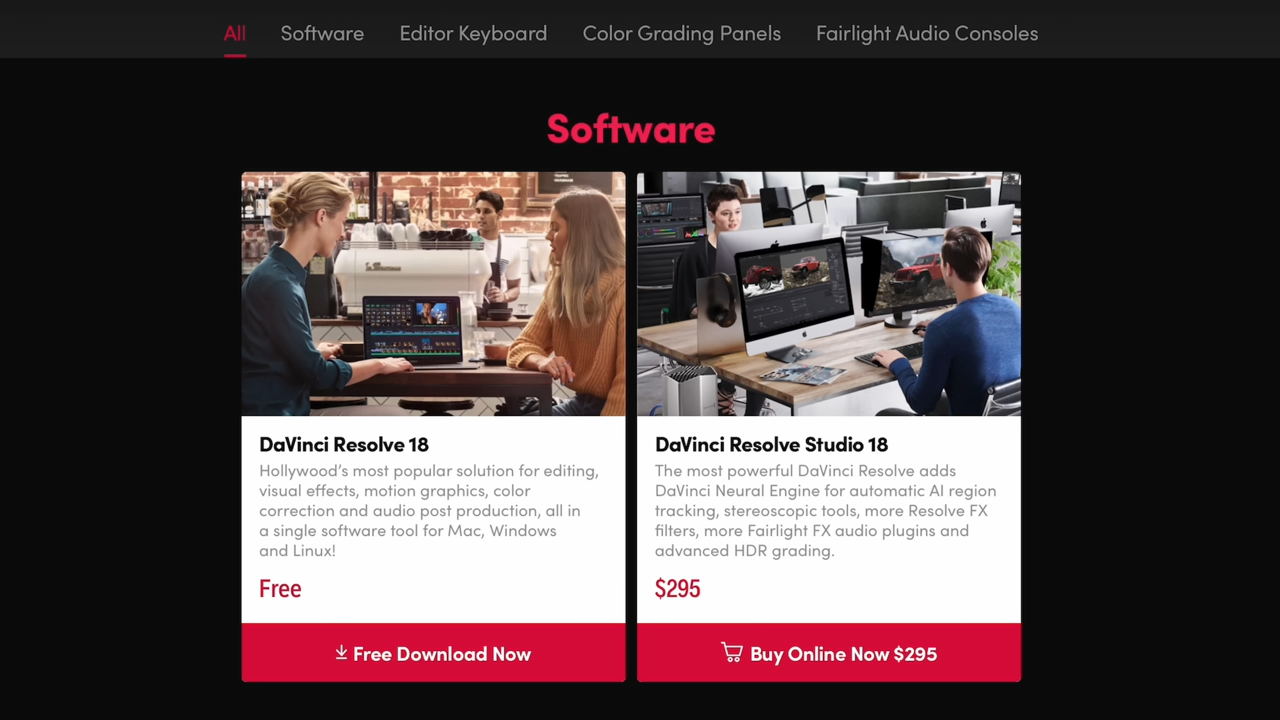 All Software Editor Keyboard Color Grading Panels Fairlight Audio Consoles
Software
DaVinci Resolve 18
Hollywood’s most popular solution for editing,
visual effects, motion graphics, color
correction and audio post production, all in
a single software tool for Mac, Windows
and Linux!
Free
Free Download Now
DaVinci Resolve Studio 18
The most powerful DaVinci Resolve adds
DaVinci Neural Engine for automatic AI region
tracking, stereoscopic tools, more Resolve FX
filters, more Fairlight FX audio plugins and
advanced HDR grading.
$295
Buy Online Now $295